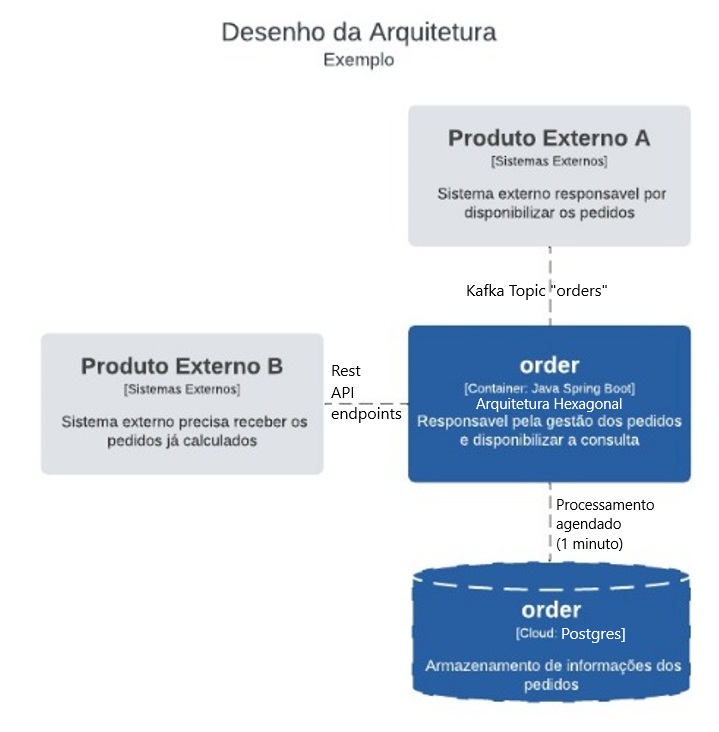 Desenho da Arquitetura
Exemplo
Produto Externo A
[Sistemas Externos]
Sistema externo responsavel por
disponibilizar os pedidos
Kafka Topic "orders"
Produto Externo B
[Sistemas Externos]
Sistema externo precisa receber os
pedidos já calculados
Rest
API
endpoints
order
[Container: Java Spring Boot]
Arquitetura Hexagonal
Responsavel pela gestão dos pedidos
e disponibilizar a consulta
Processamento
agendado
(1 minuto)
order
[Cloud: Postgres]
Armazenamento de informações dos
pedidos